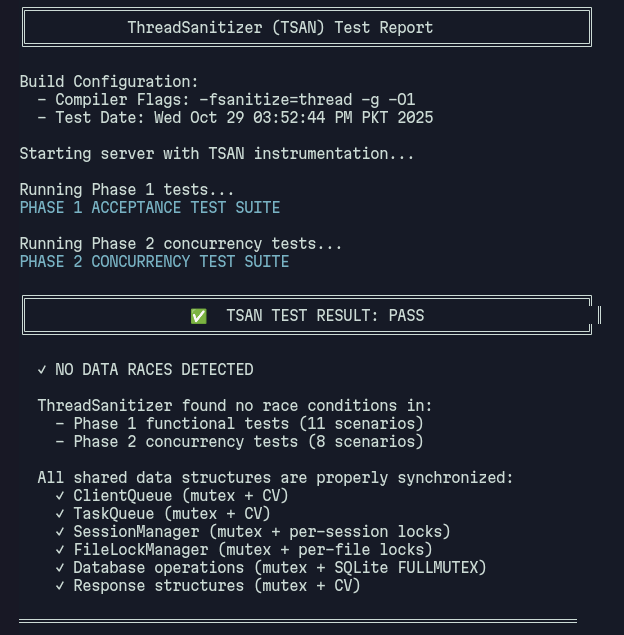 ThreadSanitizer (TSAN) Test Report
Build Configuration:
- Compiler Flags: -fsanitize=thread -g -O1
- Test Date: Wed Oct 29 03:52:44 PM PKT 2025
Starting server with TSAN instrumentation...
Running Phase 1 tests...
PHASE 1 ACCEPTANCE TEST SUITE
Running Phase 2 concurrency tests...
PHASE 2 CONCURRENCY TEST SUITE
✅ TSAN TEST RESULT: PASS
✓ NO DATA RACES DETECTED
ThreadSanitizer found no race conditions in:
- Phase 1 functional tests (11 scenarios)
- Phase 2 concurrency tests (8 scenarios)
All shared data structures are properly synchronized:
✓ ClientQueue (mutex + CV)
✓ TaskQueue (mutex + CV)
✓ SessionManager (mutex + per-session locks)
✓ FileLockManager (mutex + per-file locks)
✓ Database operations (mutex + SQLite FULLMUTEX)
✓ Response structures (mutex + CV)